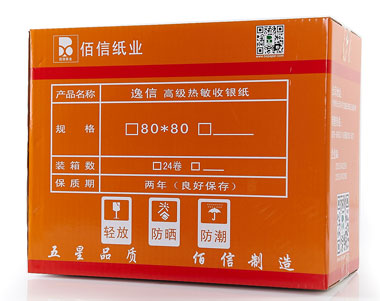 佰信纸业
产品名称 逸信 高级热敏收银纸
规 格 □80*80 □____
装箱数 □24卷 □____
保质期 两年（良好保存）
轻放 防晒 防潮
五星品质 佰信制造